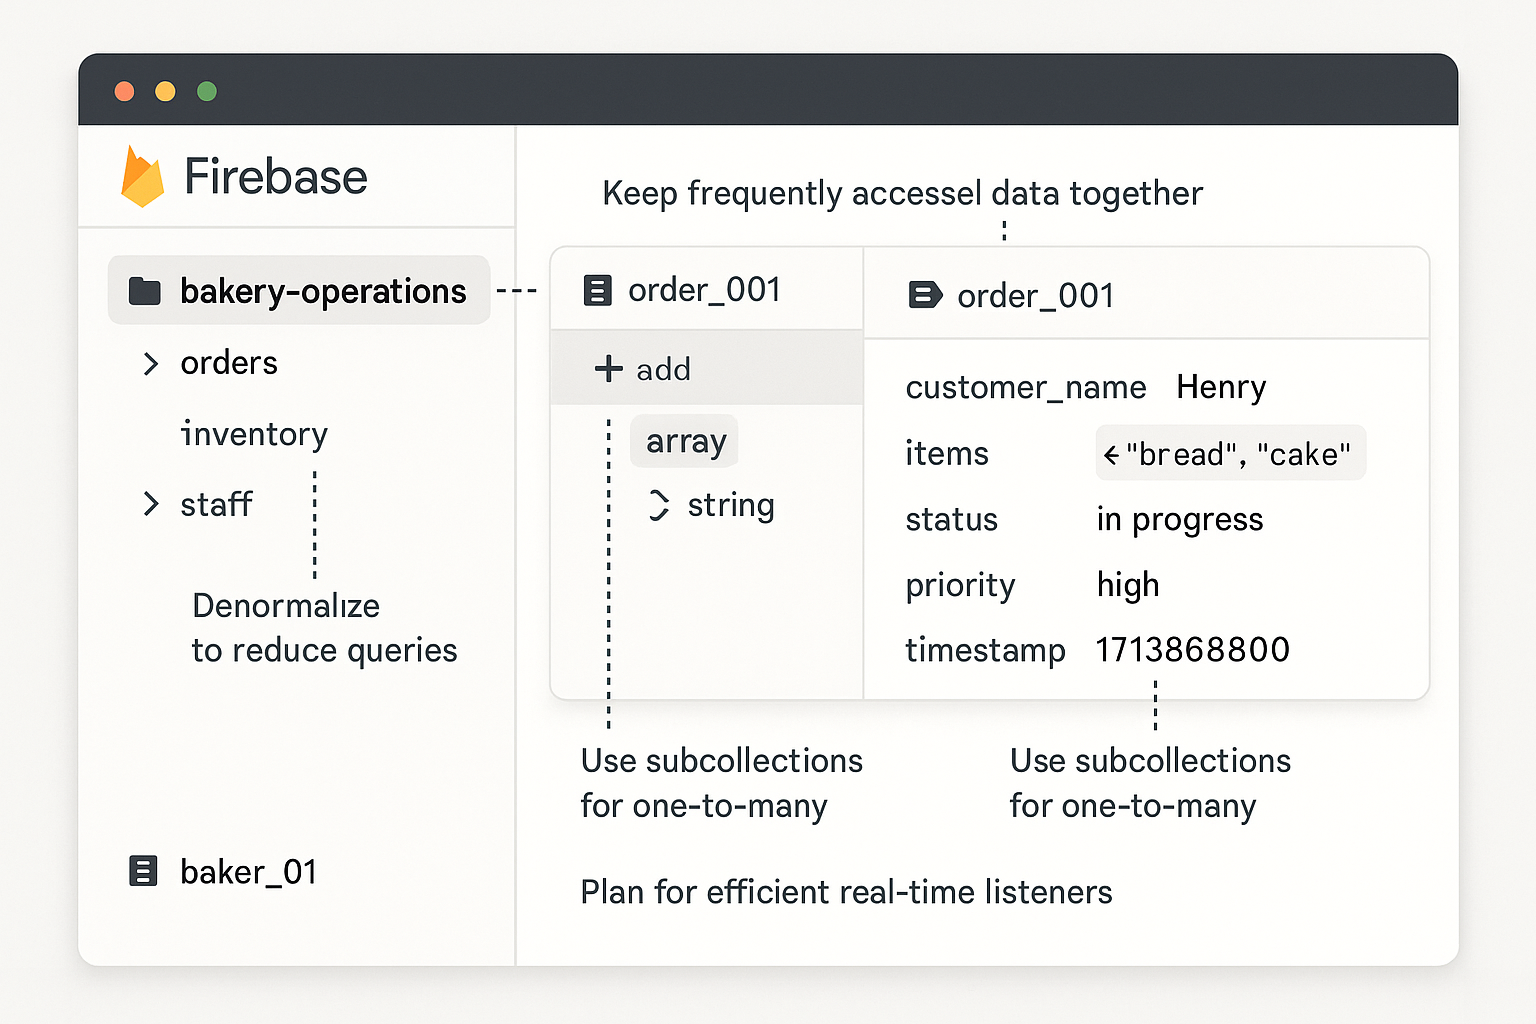 Firebase
bakery-operations
orders
inventory
staff
Denormalize
to reduce queries
baker_01
Keep frequently accessel data together
order_001
+ add
array
string
order_001
customer_name Henry
items ← "bread", "cake"
status in progress
priority high
timestamp 1713868800
Use subcollections
for one-to-many
Use subcollections
for one-to-many
Plan for efficient real-time listeners